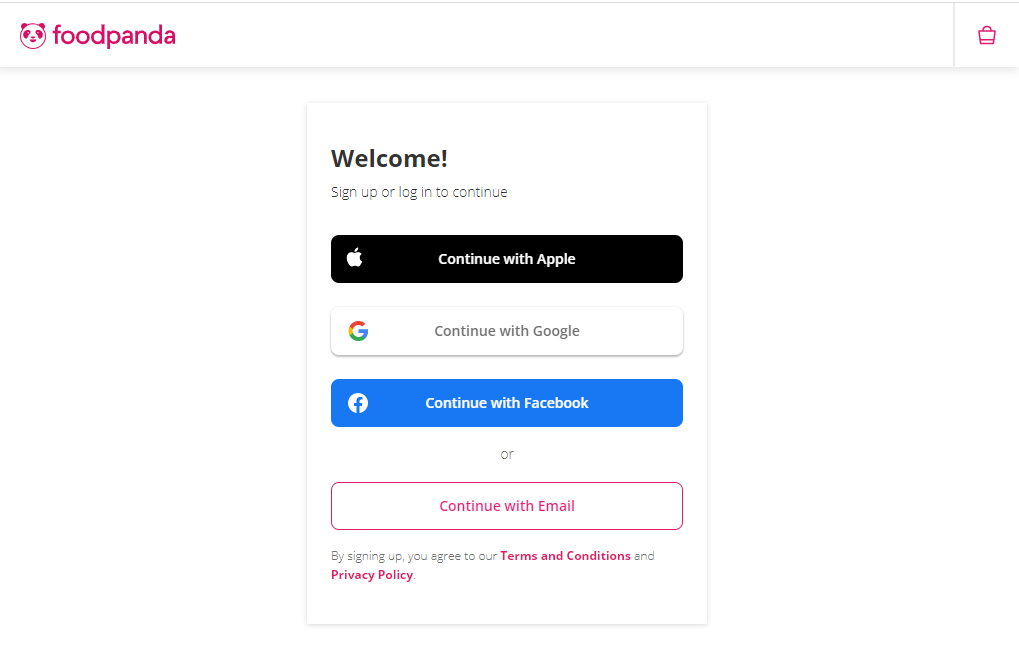 foodpanda
Welcome!
Sign up or log in to continue
Continue with Apple
Continue with Google
Continue with Facebook
or
Continue with Email
By signing up, you agree to our Terms and Conditions and
Privacy Policy.